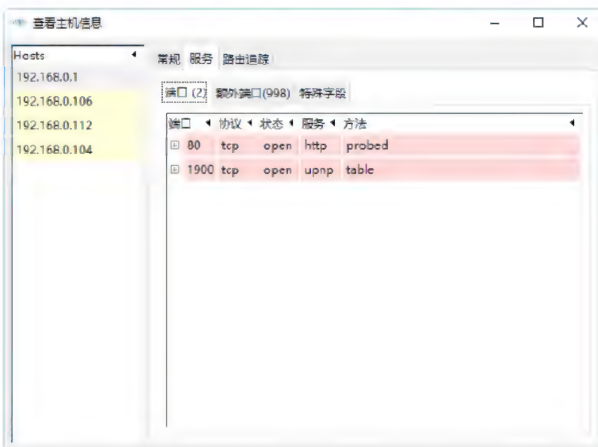 查看主机信息
Hosts
192.168.0.1
192.168.0.106
192.168.0.112
192.168.0.104
常规 服务 路由追踪
端口 (2) 额外端口(998) 特殊字段
端口 协议 状态 服务 方法
80 tcp open http probed
1900 tcp open upnp table